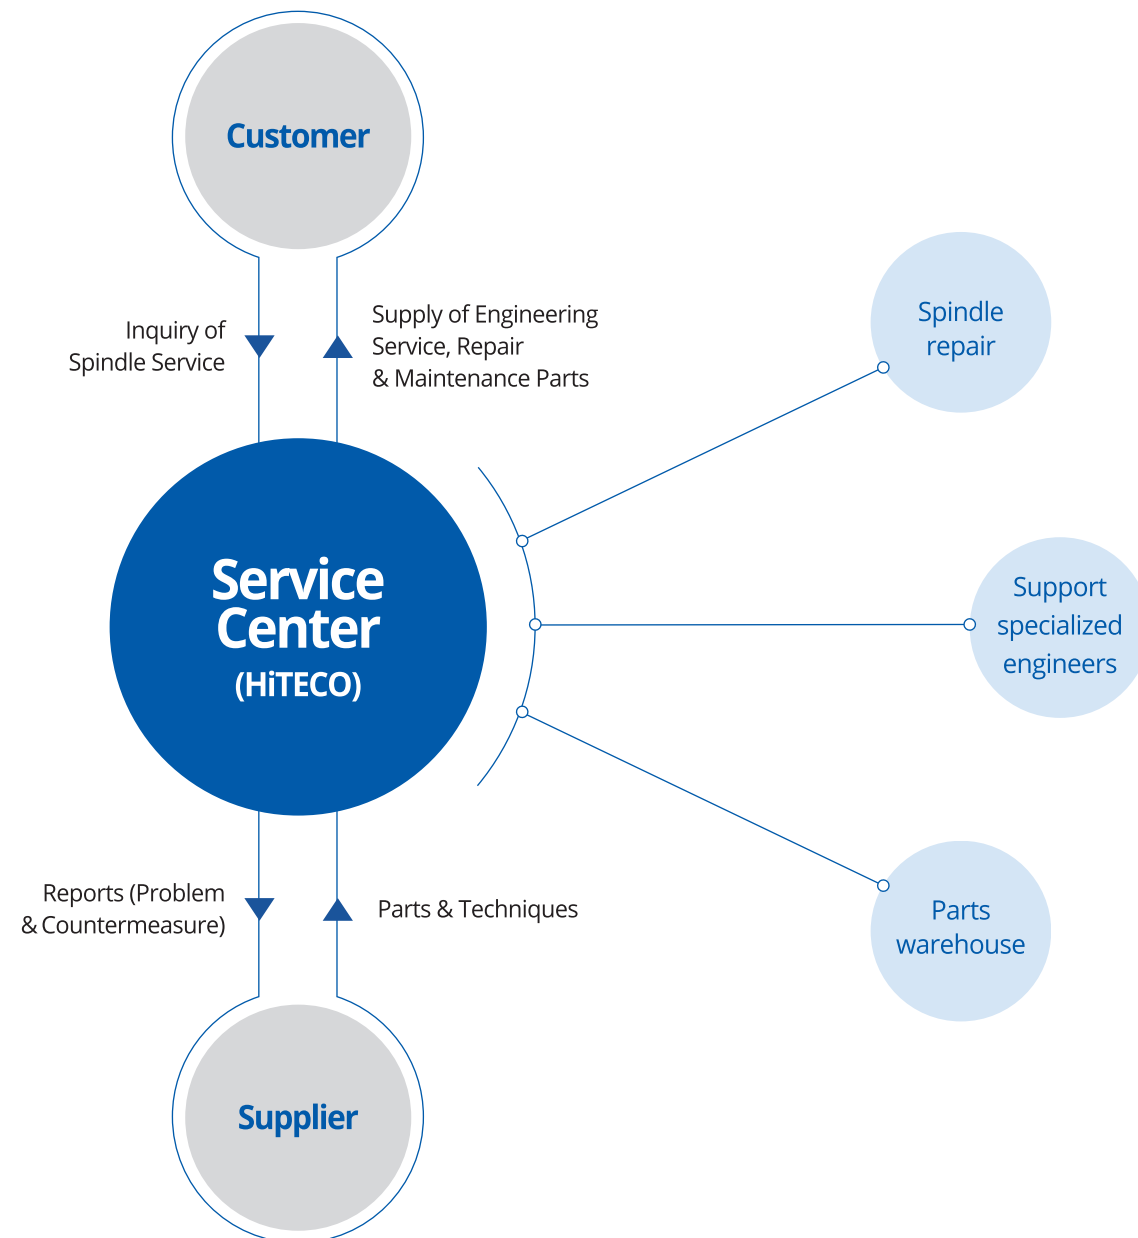 Customer
Inquiry of
Spindle Service
Supply of Engineering
Service, Repair
& Maintenance Parts
Spindle
repair
Service
Center
(HiTECO)
Support
specialized
engineers
Reports (Problem
& Countermeasure)
Parts & Techniques
Parts
warehouse
Supplier